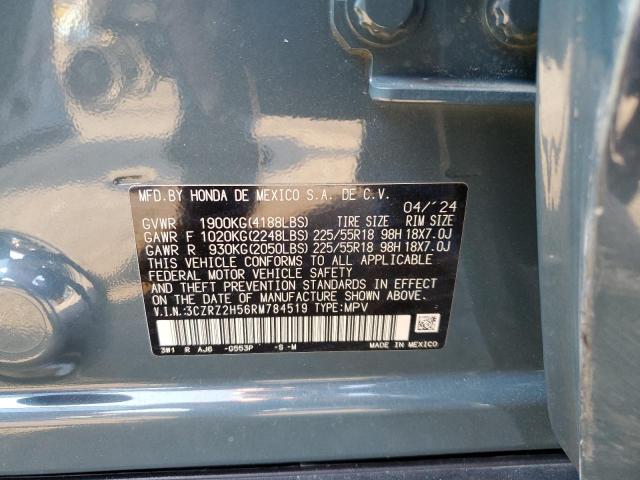 MFD.BY HONDA DE MEXICO S.A. DE C.V.
04/'24
GVWR 1900KG(4188LBS) TIRE SIZE RIM SIZE
GAWR F 1020KG(2248LBS) 225/55R18 98H 18X7.0J
GAWR R 930KG(2050LBS) 225/55R18 98H 18X7.0J
THIS VEHICLE CONFORMS TO ALL APPLICABLE
FEDERAL MOTOR VEHICLE SAFETY
AND THEFT PREVENTION STANDARDS IN EFFECT ON
THE DATE OF MANUFACTURE SHOWN ABOVE.
V.I.N.:3CZRZ2H56RM784519 TYPE:MPV
3W1 R AJ6 -G553P -S -M MADE IN MEXICO